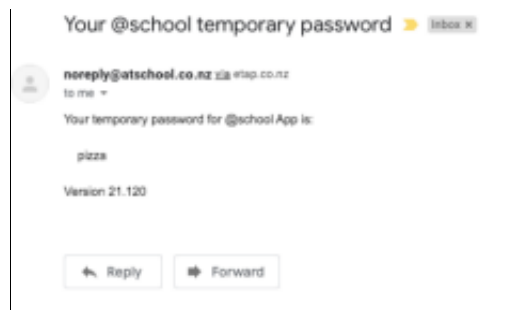 Your @school temporary password
Inbox x
noreply@atschool.co.nz via etap.co.nz
to me
Your temporary password for @school App is:
pizza
Version 21.120
Reply
Forward